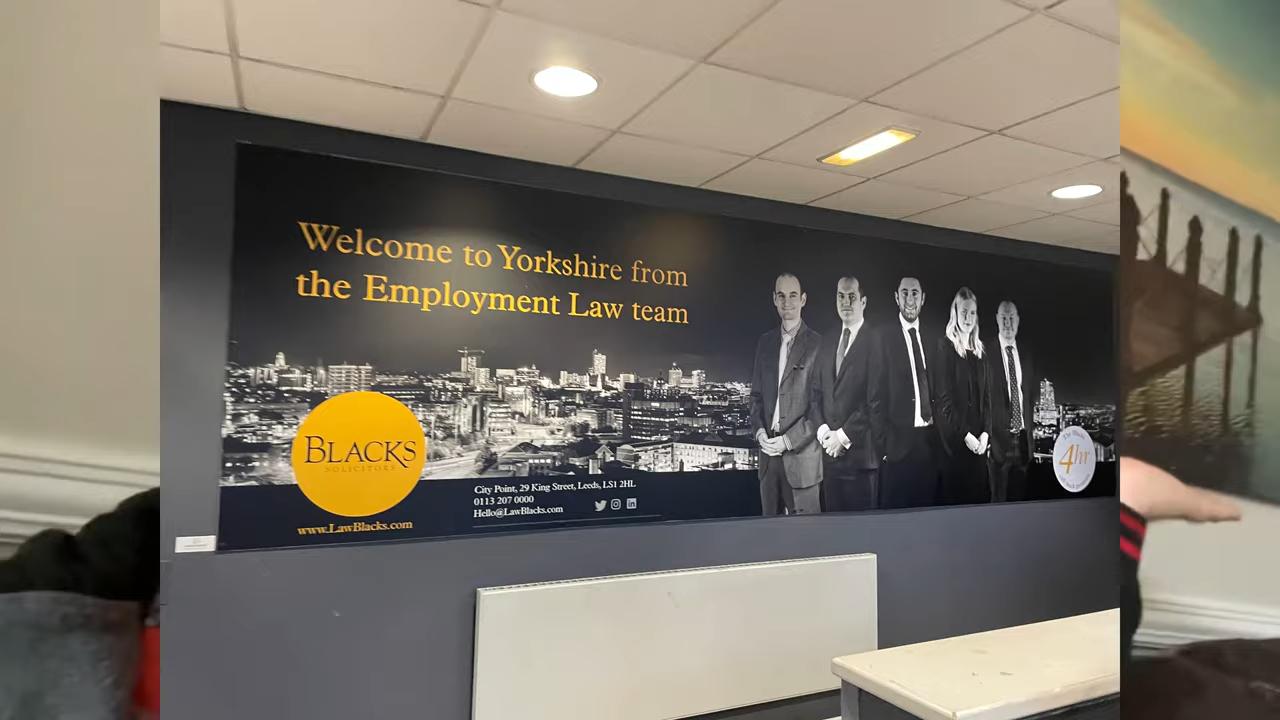 Welcome to Yorkshire from
the Employment Law team
BLACKS
SOLICITORS
www.LawBlacks.com
City Point, 29 King Street, Leeds, LS1 2HL
0113 207 0000
Hello@LawBlacks.com
4hr